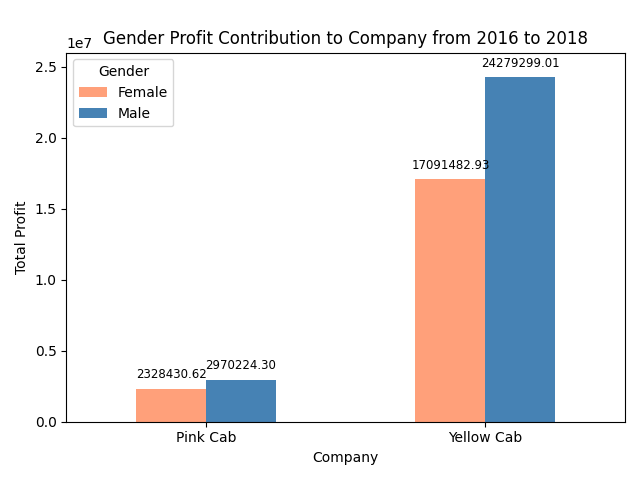 Gender Profit Contribution to Company from 2016 to 2018
1e7
Gender
Female
Male
24279299.01
17091482.93
2970224.30
2328430.62
2.5
2.0
1.5
1.0
0.5
0.0
Total Profit
Pink Cab
Yellow Cab
Company